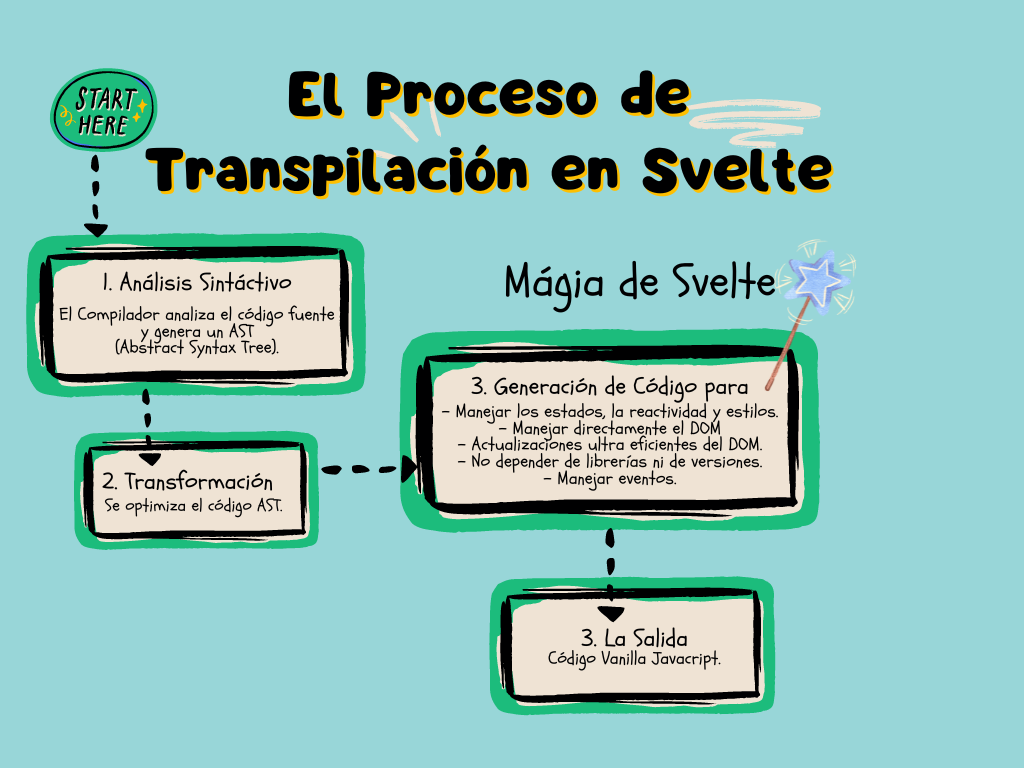 START
HERE
El Proceso de
Transpilación en Svelte
1. Análisis Sintáctivo
El Compilador analiza el código fuente
y genera un AST
(Abstract Syntax Tree).
2. Transformación
Se optimiza el código AST.
Mágia de Svelte
3. Generación de Código para
- Manejar los estados, la reactividad y estilos.
- Manejar directamente el DOM
- Actualizaciones ultra eficientes del DOM.
- No depender de librerías ni de versiones.
- Manejar eventos.
3. La Salida
Código Vanilla Javacript.